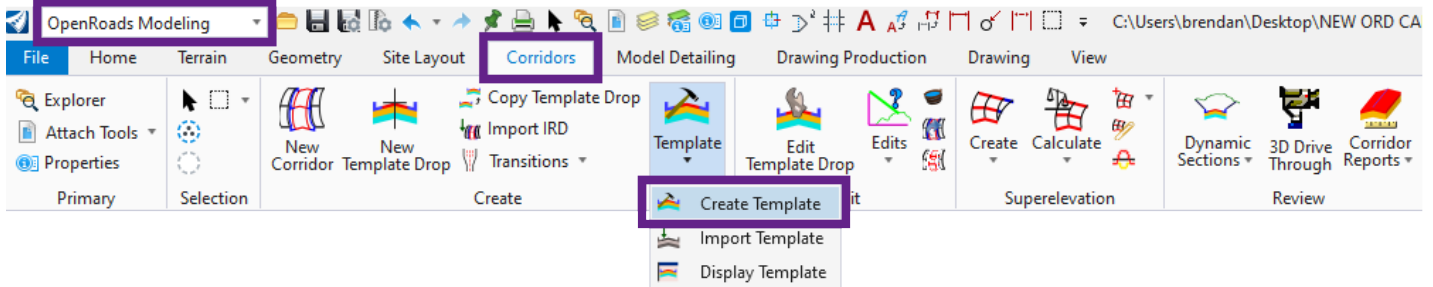 OpenRoads Modeling C:\Users\brendan\Desktop\NEW ORD CA
File Home Terrain Geometry Site Layout Corridors Model Detailing Drawing Production Drawing View
Explorer
Attach Tools
Properties
Primary
Selection
New Corridor
New Template Drop
Copy Template Drop
Import IRD
Transitions
Create
Template
Create Template
Import Template
Display Template
Edit Template Drop
Edits
it
Create
Calculate
Superelevation
Dynamic Sections
3D Drive Through
Corridor Reports
Review